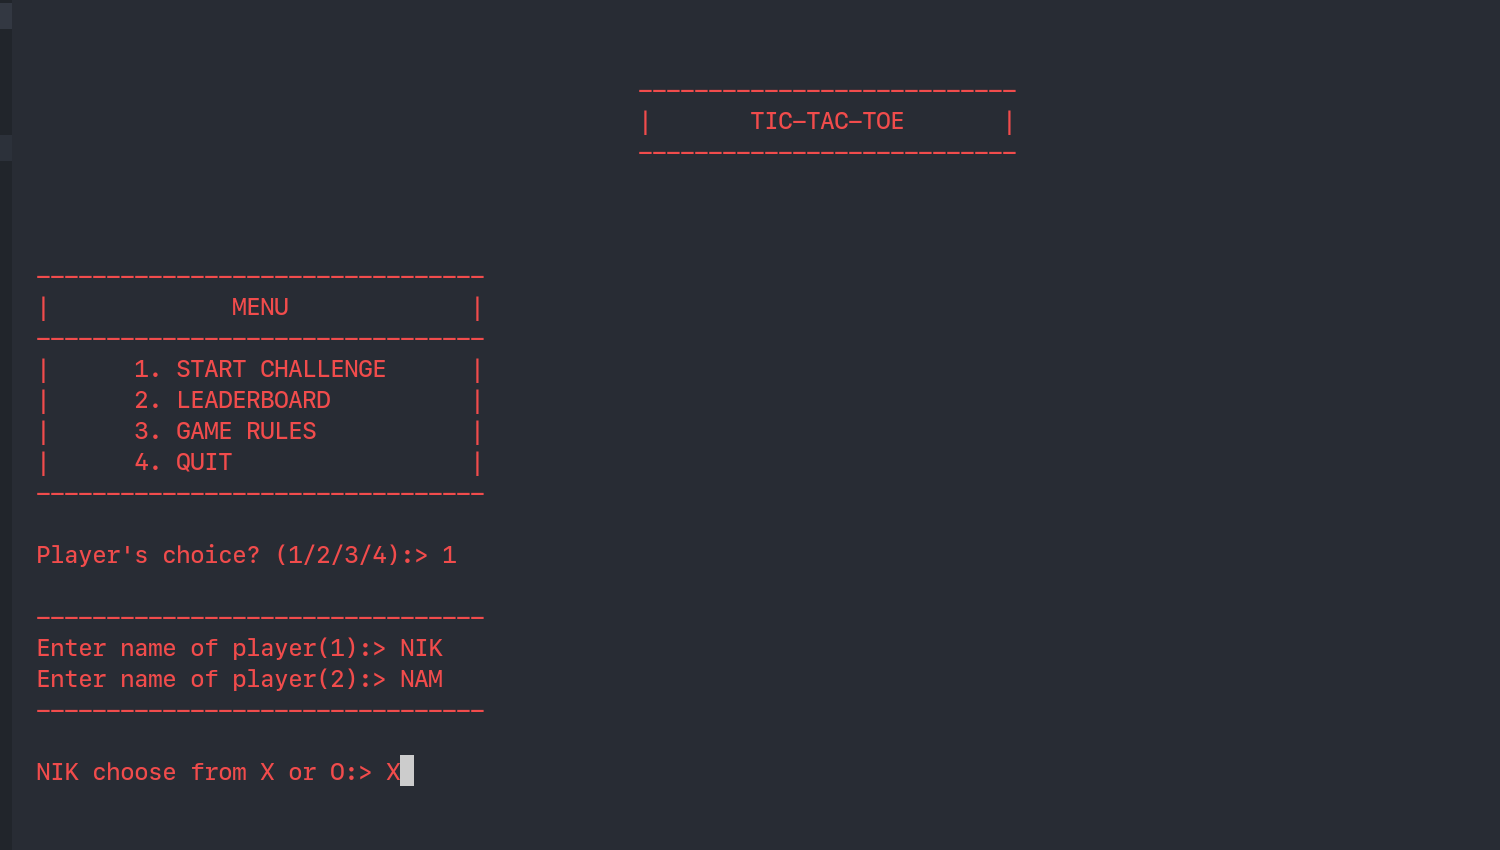 ---------------------------
|       TIC-TAC-TOE       |
---------------------------
--------------------------------
|             MENU             |
--------------------------------
|      1. START CHALLENGE      |
|      2. LEADERBOARD          |
|      3. GAME RULES           |
|      4. QUIT                 |
--------------------------------
Player's choice? (1/2/3/4):> 1
--------------------------------
Enter name of player(1):> NIK
Enter name of player(2):> NAM
--------------------------------
NIK choose from X or O:> X